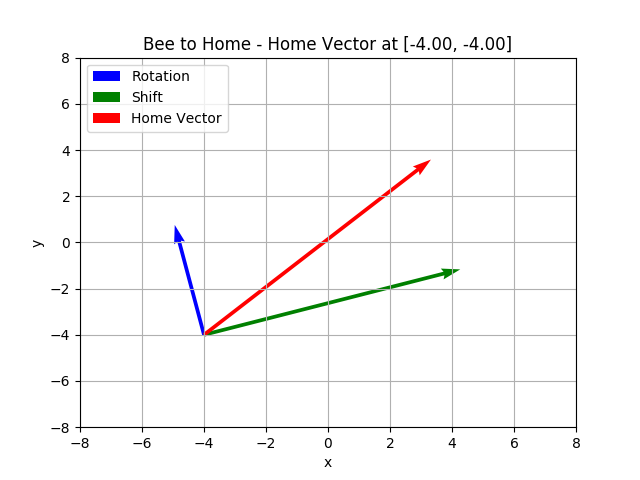 Bee to Home - Home Vector at [-4.00, -4.00]
Rotation
Shift
Home Vector
8
6
4
2
0
−2
−4
−6
−8
y
−8 −6 −4 −2 0 2 4 6 8
x